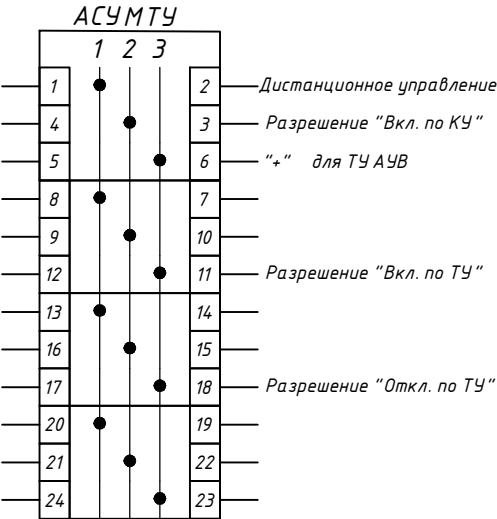 АСУ М ТУ
1 2 3
1 2 Дистанционное управление
4 3 Разрешение "Вкл. по КУ"
5 6 "+" для ТУ АУВ
8 7
9 10
12 11 Разрешение "Вкл. по ТУ"
13 14
16 15
17 18 Разрешение "Откл. по ТУ"
20 19
21 22
24 23